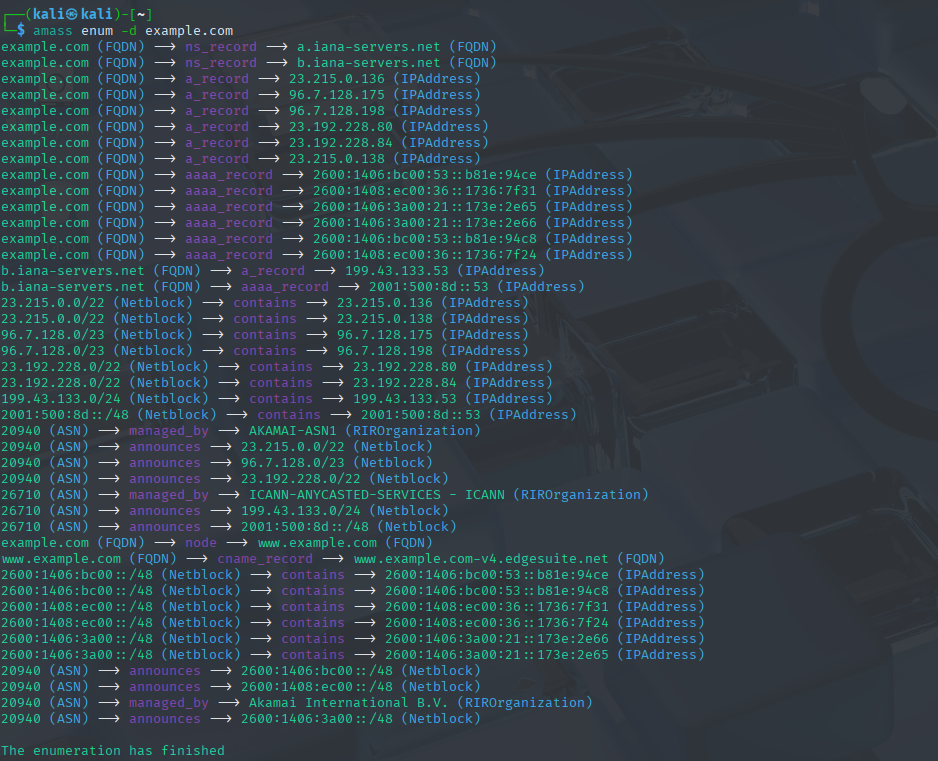 ┌──(kali㉿kali)-[~]
└─$ amass enum -d example.com
example.com (FQDN) ⟶ ns_record ⟶ a.iana-servers.net (FQDN)
example.com (FQDN) ⟶ ns_record ⟶ b.iana-servers.net (FQDN)
example.com (FQDN) ⟶ a_record ⟶ 23.215.0.136 (IPAddress)
example.com (FQDN) ⟶ a_record ⟶ 96.7.128.175 (IPAddress)
example.com (FQDN) ⟶ a_record ⟶ 96.7.128.198 (IPAddress)
example.com (FQDN) ⟶ a_record ⟶ 23.192.228.80 (IPAddress)
example.com (FQDN) ⟶ a_record ⟶ 23.192.228.84 (IPAddress)
example.com (FQDN) ⟶ a_record ⟶ 23.215.0.138 (IPAddress)
example.com (FQDN) ⟶ aaaa_record ⟶ 2600:1406:bc00:53::b81e:94ce (IPAddress)
example.com (FQDN) ⟶ aaaa_record ⟶ 2600:1408:ec00:36::1736:7f31 (IPAddress)
example.com (FQDN) ⟶ aaaa_record ⟶ 2600:1406:3a00:21::173e:2e65 (IPAddress)
example.com (FQDN) ⟶ aaaa_record ⟶ 2600:1406:3a00:21::173e:2e66 (IPAddress)
example.com (FQDN) ⟶ aaaa_record ⟶ 2600:1406:bc00:53::b81e:94c8 (IPAddress)
example.com (FQDN) ⟶ aaaa_record ⟶ 2600:1408:ec00:36::1736:7f24 (IPAddress)
b.iana-servers.net (FQDN) ⟶ a_record ⟶ 199.43.133.53 (IPAddress)
b.iana-servers.net (FQDN) ⟶ aaaa_record ⟶ 2001:500:8d::53 (IPAddress)
23.215.0.0/22 (Netblock) ⟶ contains ⟶ 23.215.0.136 (IPAddress)
23.215.0.0/22 (Netblock) ⟶ contains ⟶ 23.215.0.138 (IPAddress)
96.7.128.0/23 (Netblock) ⟶ contains ⟶ 96.7.128.175 (IPAddress)
96.7.128.0/23 (Netblock) ⟶ contains ⟶ 96.7.128.198 (IPAddress)
23.192.228.0/22 (Netblock) ⟶ contains ⟶ 23.192.228.80 (IPAddress)
23.192.228.0/22 (Netblock) ⟶ contains ⟶ 23.192.228.84 (IPAddress)
199.43.133.0/24 (Netblock) ⟶ contains ⟶ 199.43.133.53 (IPAddress)
2001:500:8d::/48 (Netblock) ⟶ contains ⟶ 2001:500:8d::53 (IPAddress)
20940 (ASN) ⟶ managed_by ⟶ AKAMAI-ASN1 (RIROrganization)
20940 (ASN) ⟶ announces ⟶ 23.215.0.0/22 (Netblock)
20940 (ASN) ⟶ announces ⟶ 96.7.128.0/23 (Netblock)
20940 (ASN) ⟶ announces ⟶ 23.192.228.0/22 (Netblock)
26710 (ASN) ⟶ managed_by ⟶ ICANN-ANYCASTED-SERVICES - ICANN (RIROrganization)
26710 (ASN) ⟶ announces ⟶ 199.43.133.0/24 (Netblock)
26710 (ASN) ⟶ announces ⟶ 2001:500:8d::/48 (Netblock)
example.com (FQDN) ⟶ node ⟶ www.example.com (FQDN)
www.example.com (FQDN) ⟶ cname_record ⟶ www.example.com-v4.edgesuite.net (FQDN)
2600:1406:bc00::/48 (Netblock) ⟶ contains ⟶ 2600:1406:bc00:53::b81e:94ce (IPAddress)
2600:1406:bc00::/48 (Netblock) ⟶ contains ⟶ 2600:1406:bc00:53::b81e:94c8 (IPAddress)
2600:1408:ec00::/48 (Netblock) ⟶ contains ⟶ 2600:1408:ec00:36::1736:7f31 (IPAddress)
2600:1408:ec00::/48 (Netblock) ⟶ contains ⟶ 2600:1408:ec00:36::1736:7f24 (IPAddress)
2600:1406:3a00::/48 (Netblock) ⟶ contains ⟶ 2600:1406:3a00:21::173e:2e66 (IPAddress)
2600:1406:3a00::/48 (Netblock) ⟶ contains ⟶ 2600:1406:3a00:21::173e:2e65 (IPAddress)
20940 (ASN) ⟶ announces ⟶ 2600:1406:bc00::/48 (Netblock)
20940 (ASN) ⟶ announces ⟶ 2600:1408:ec00::/48 (Netblock)
20940 (ASN) ⟶ managed_by ⟶ Akamai International B.V. (RIROrganization)
20940 (ASN) ⟶ announces ⟶ 2600:1406:3a00::/48 (Netblock)
The enumeration has finished